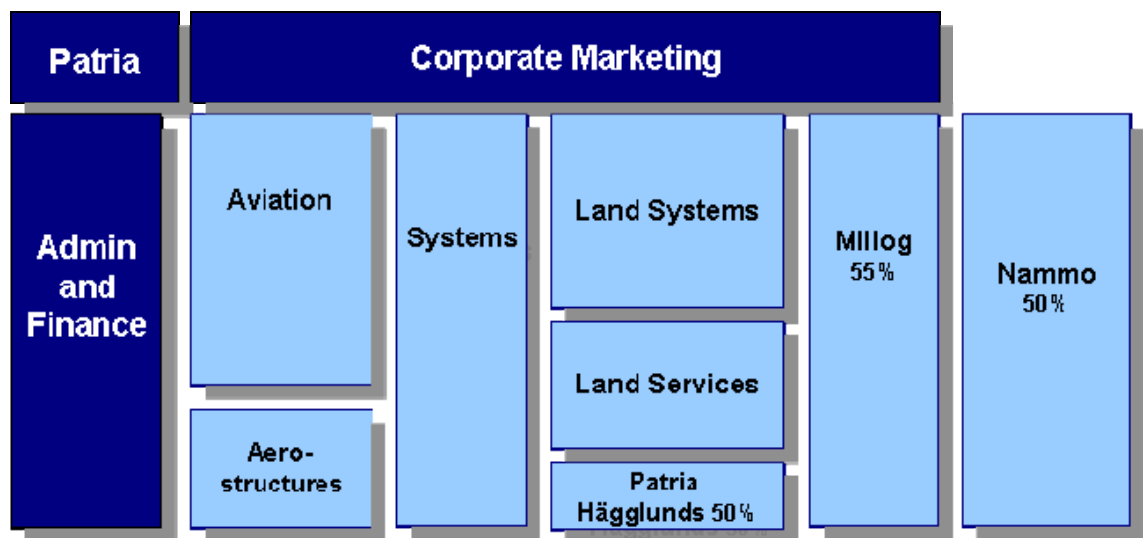 Patria
Corporate Marketing
Admin
and
Finance
Aviation
Aero-
structures
Systems
Land Systems
Land Services
Patria
Hägglunds 50%
Millog
55%
Nammo
50%